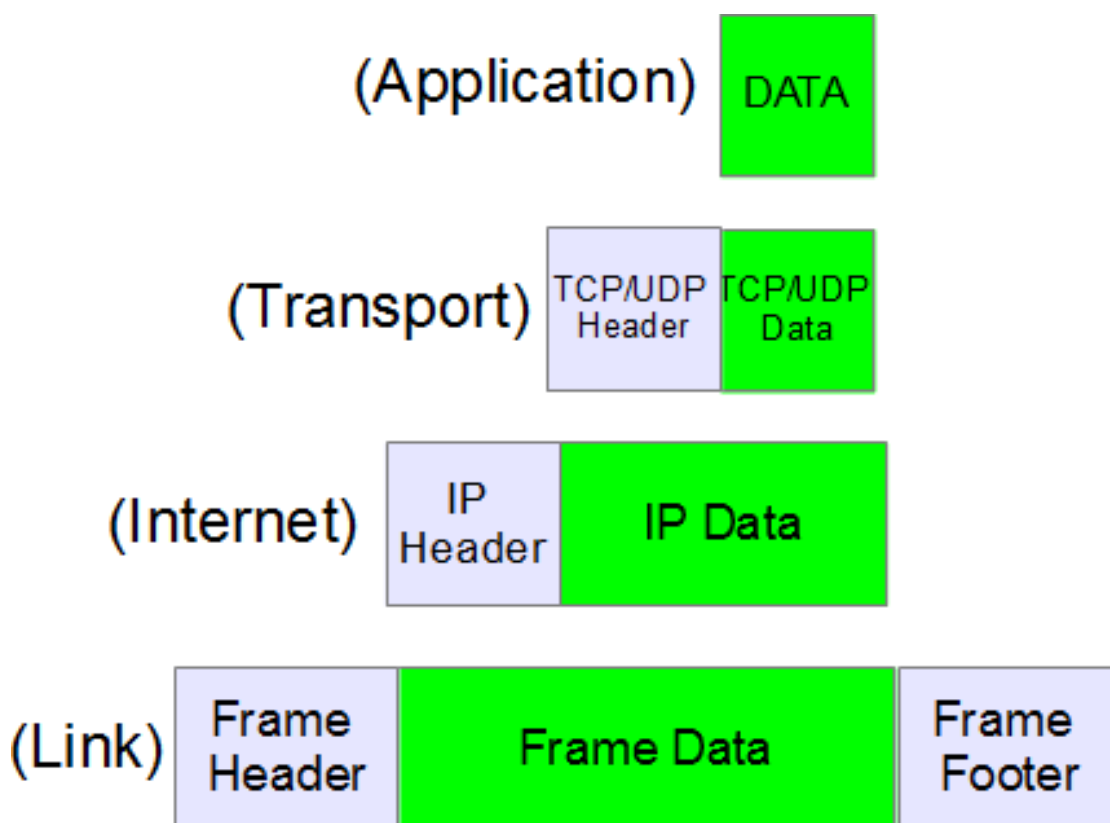 (Application)
DATA
(Transport)
TCP/UDP
Header
TCP/UDP
Data
(Internet)
IP
Header
IP Data
(Link)
Frame
Header
Frame Data
Frame
Footer